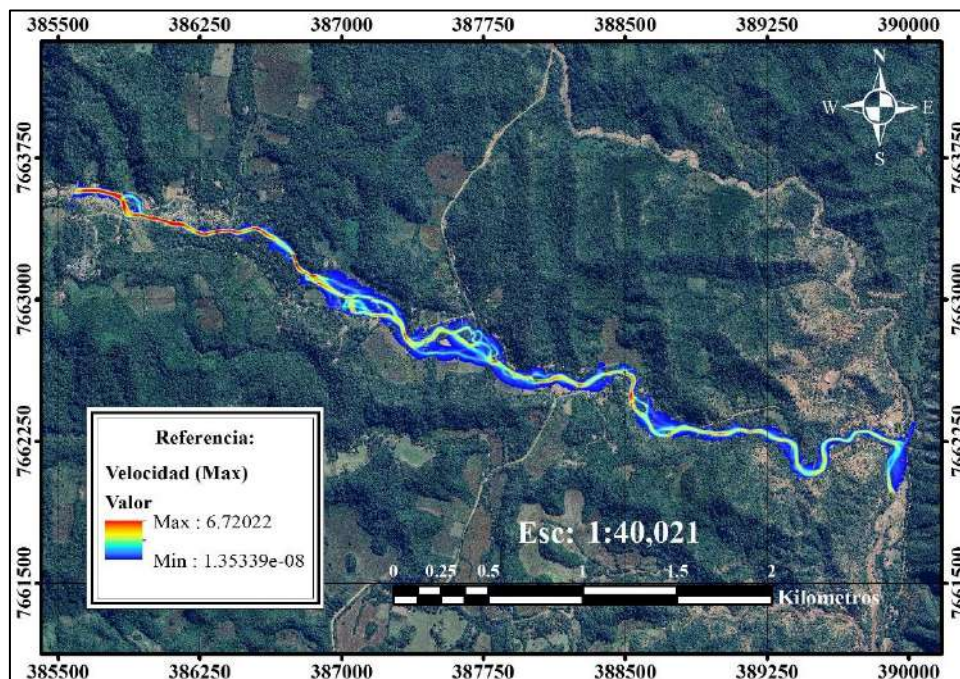 385500 386250 387000 387750 388500 389250 390000
N
W E
S
7663750 7663750
7663000 7663000
7662250 7662250
7661500 7661500
Referencia:
Velocidad (Max)
Valor
Max : 6.72022
Min : 1.35339e-08
Esc: 1:40,021
0 0.25 0.5 1 1.5 2
Kilometros
385500 386250 387000 387750 388500 389250 390000